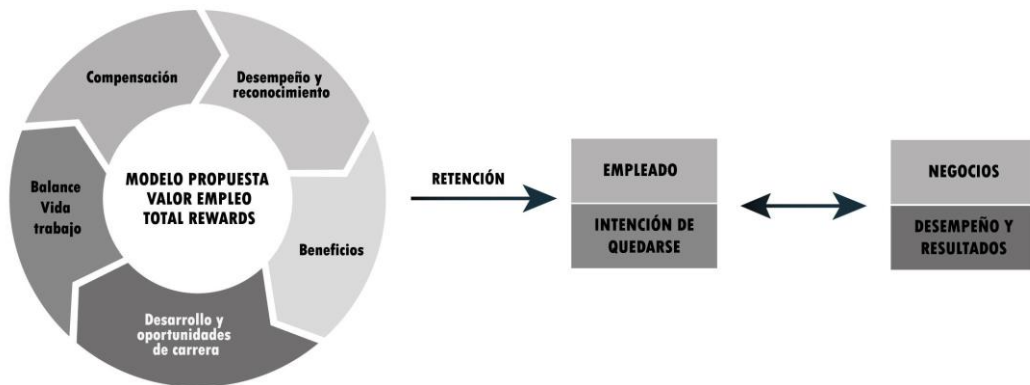 Compensación
Desempeño y
reconocimiento
Balance
Vida
trabajo
MODELO PROPUESTA
VALOR EMPLEO
TOTAL REWARDS
Beneficios
Desarrollo y
oportunidades
de carrera
RETENCIÓN
EMPLEADO
INTENCIÓN DE
QUEDARSE
NEGOCIOS
DESEMPEÑO Y
RESULTADOS